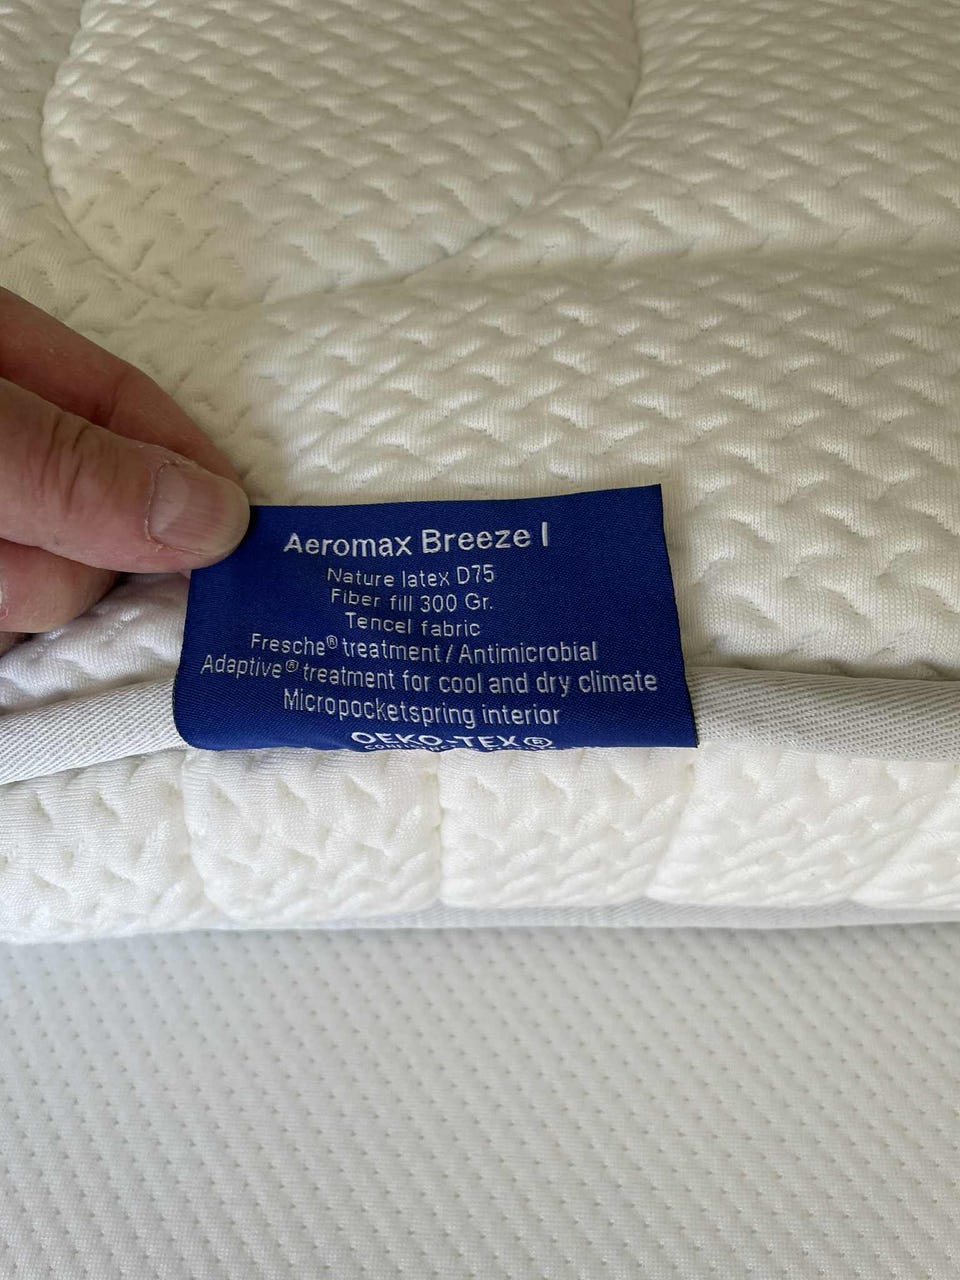 Aeromax Breeze I
Nature latex D75
Fiber fill 300 Gr.
Tencel fabric
Fresche® treatment / Antimicrobial
Adaptive® treatment for cool and dry climate
Micropocketspring interior
OEKO-TEX®